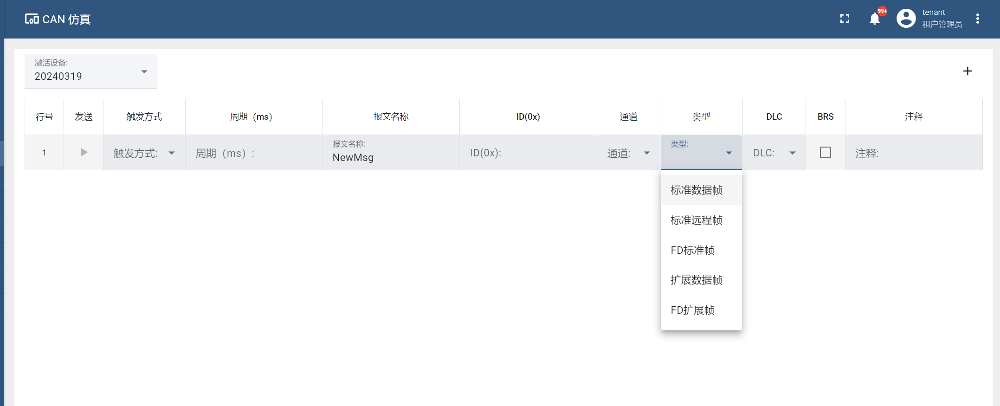 CAN 仿真
99+
tenant
租户管理员
激活设备:
20240319
行号 发送 触发方式 周期（ms） 报文名称 ID(0x) 通道 类型 DLC BRS 注释
1 触发方式: 周期（ms）: 报文名称: NewMsg ID(0x): 通道: 类型: DLC: 注释:
标准数据帧
标准远程帧
FD标准帧
扩展数据帧
FD扩展帧